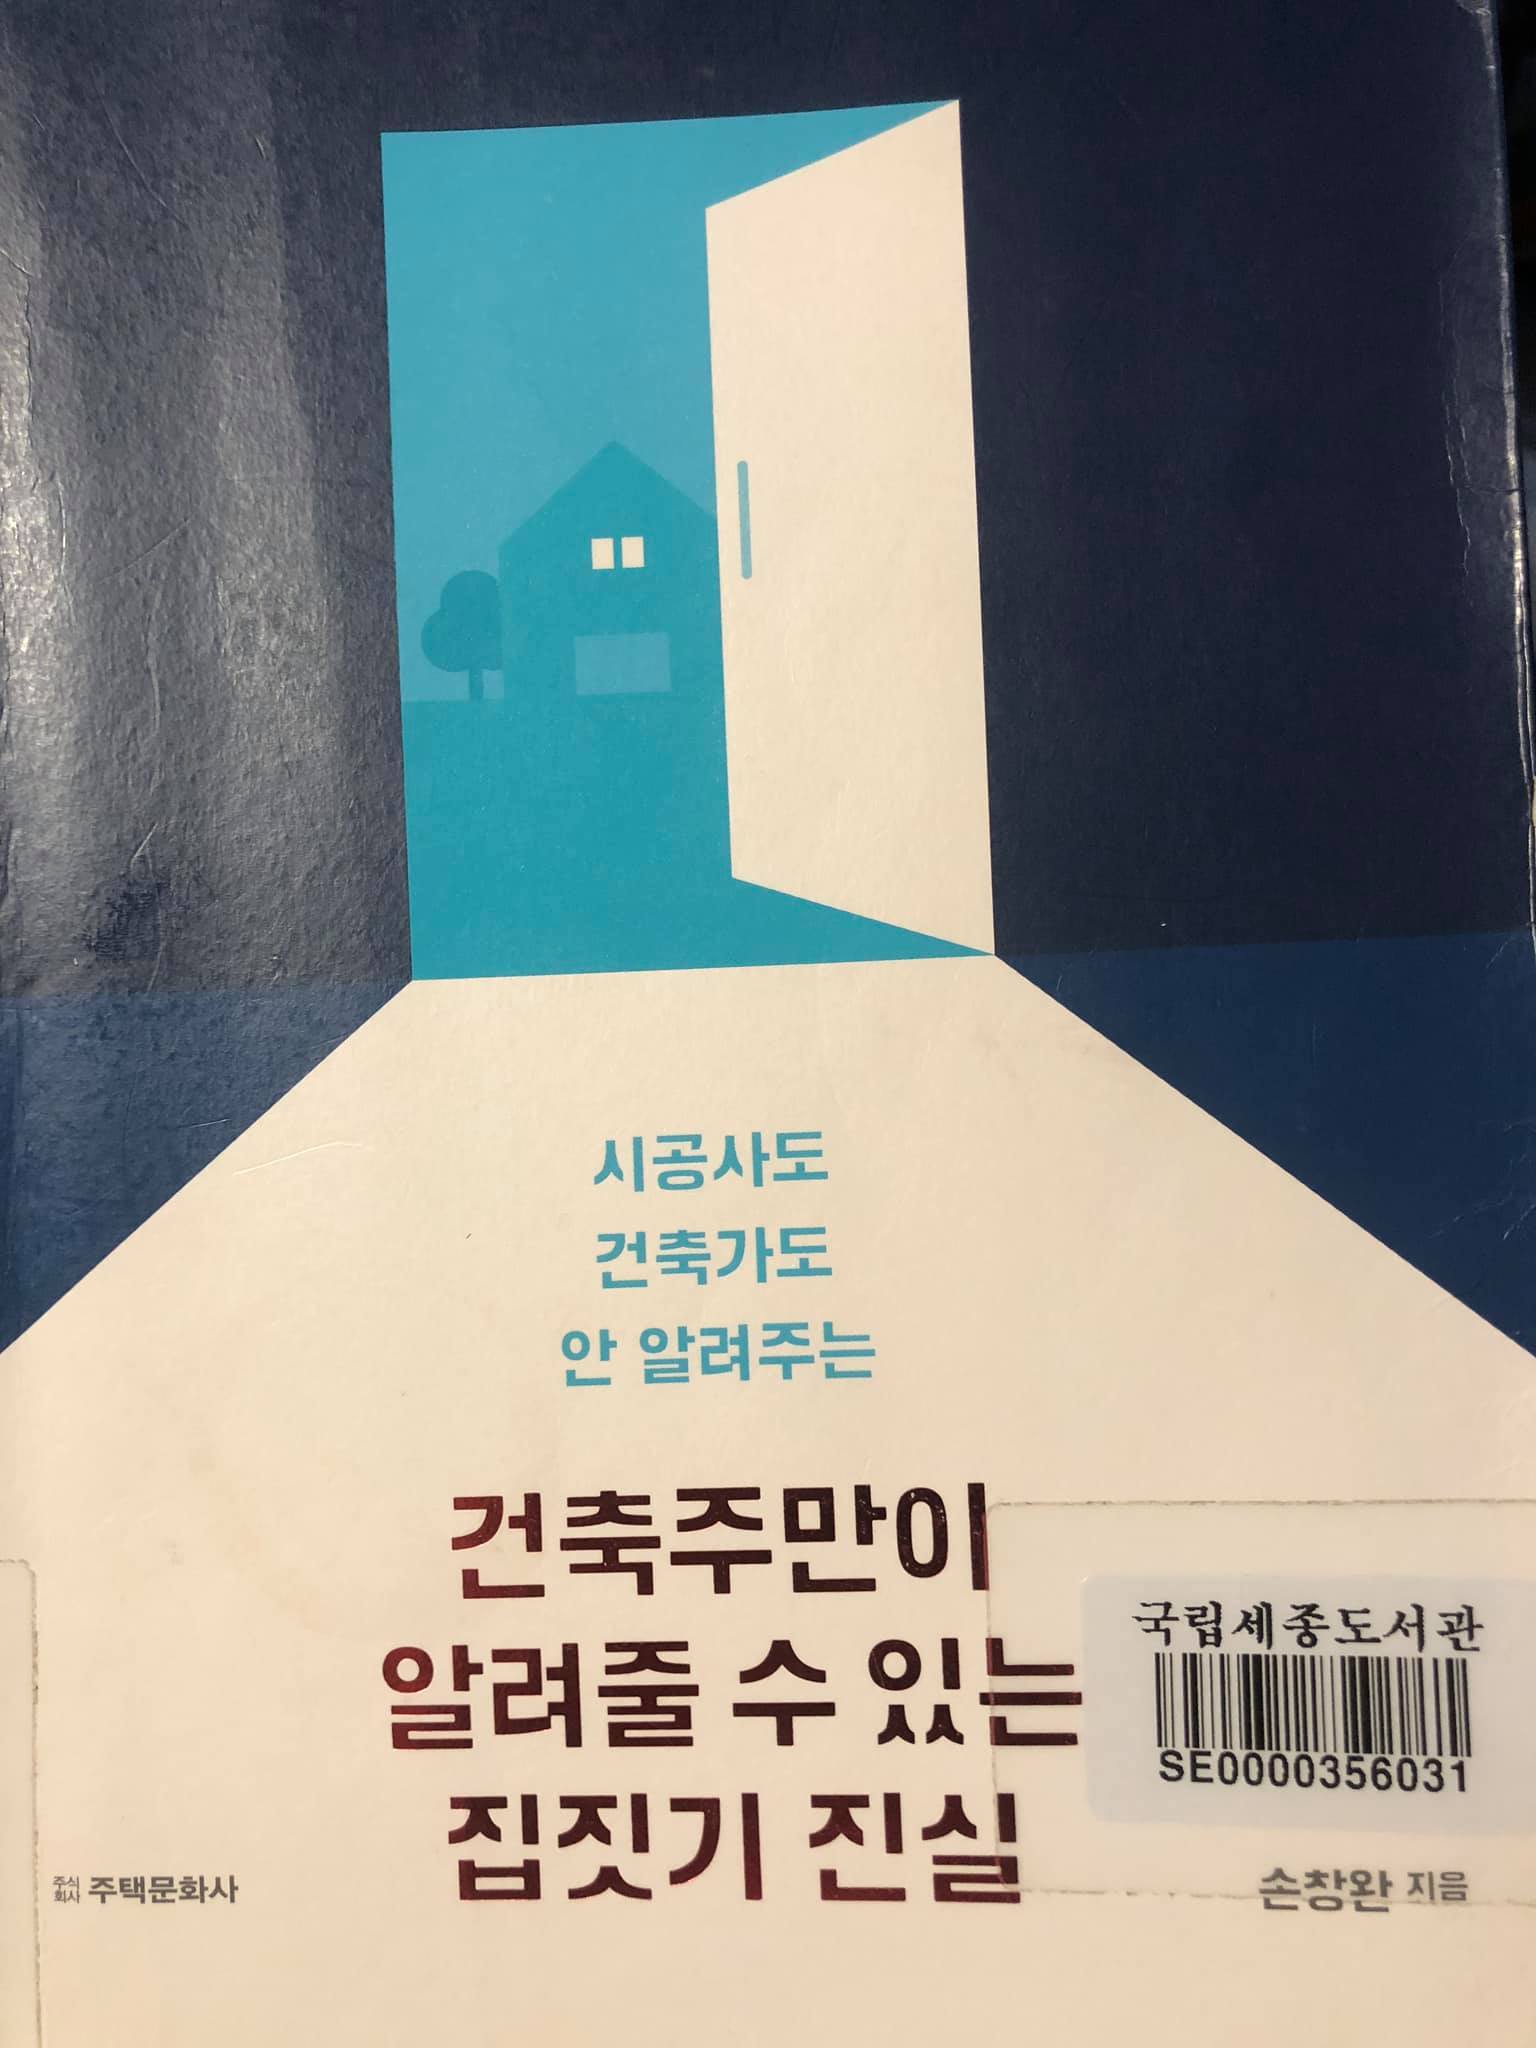 시공사도
건축가도
안 알려주는
건축주만이
알려줄 수 있는
집짓기 진실
국립세종도서관
SE0000356031
주식회사 주택문화사
손창완 지음